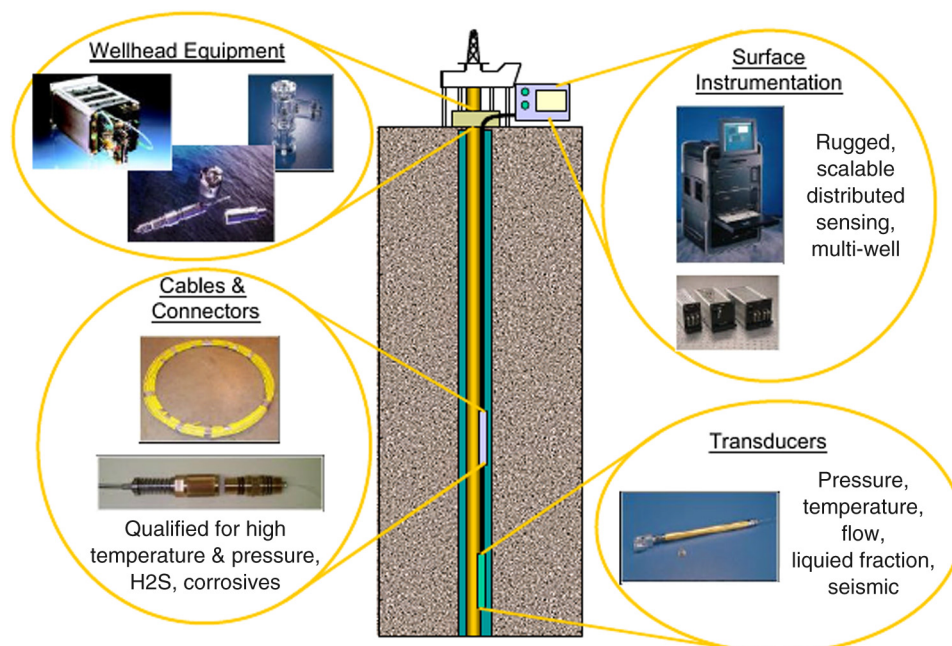 Wellhead Equipment
Surface
Instrumentation
Rugged,
scalable
distributed
sensing,
multi-well
Cables &
Connectors
Qualified for high
temperature & pressure,
H2S, corrosives
Transducers
Pressure,
temperature,
flow,
liquied fraction,
seismic